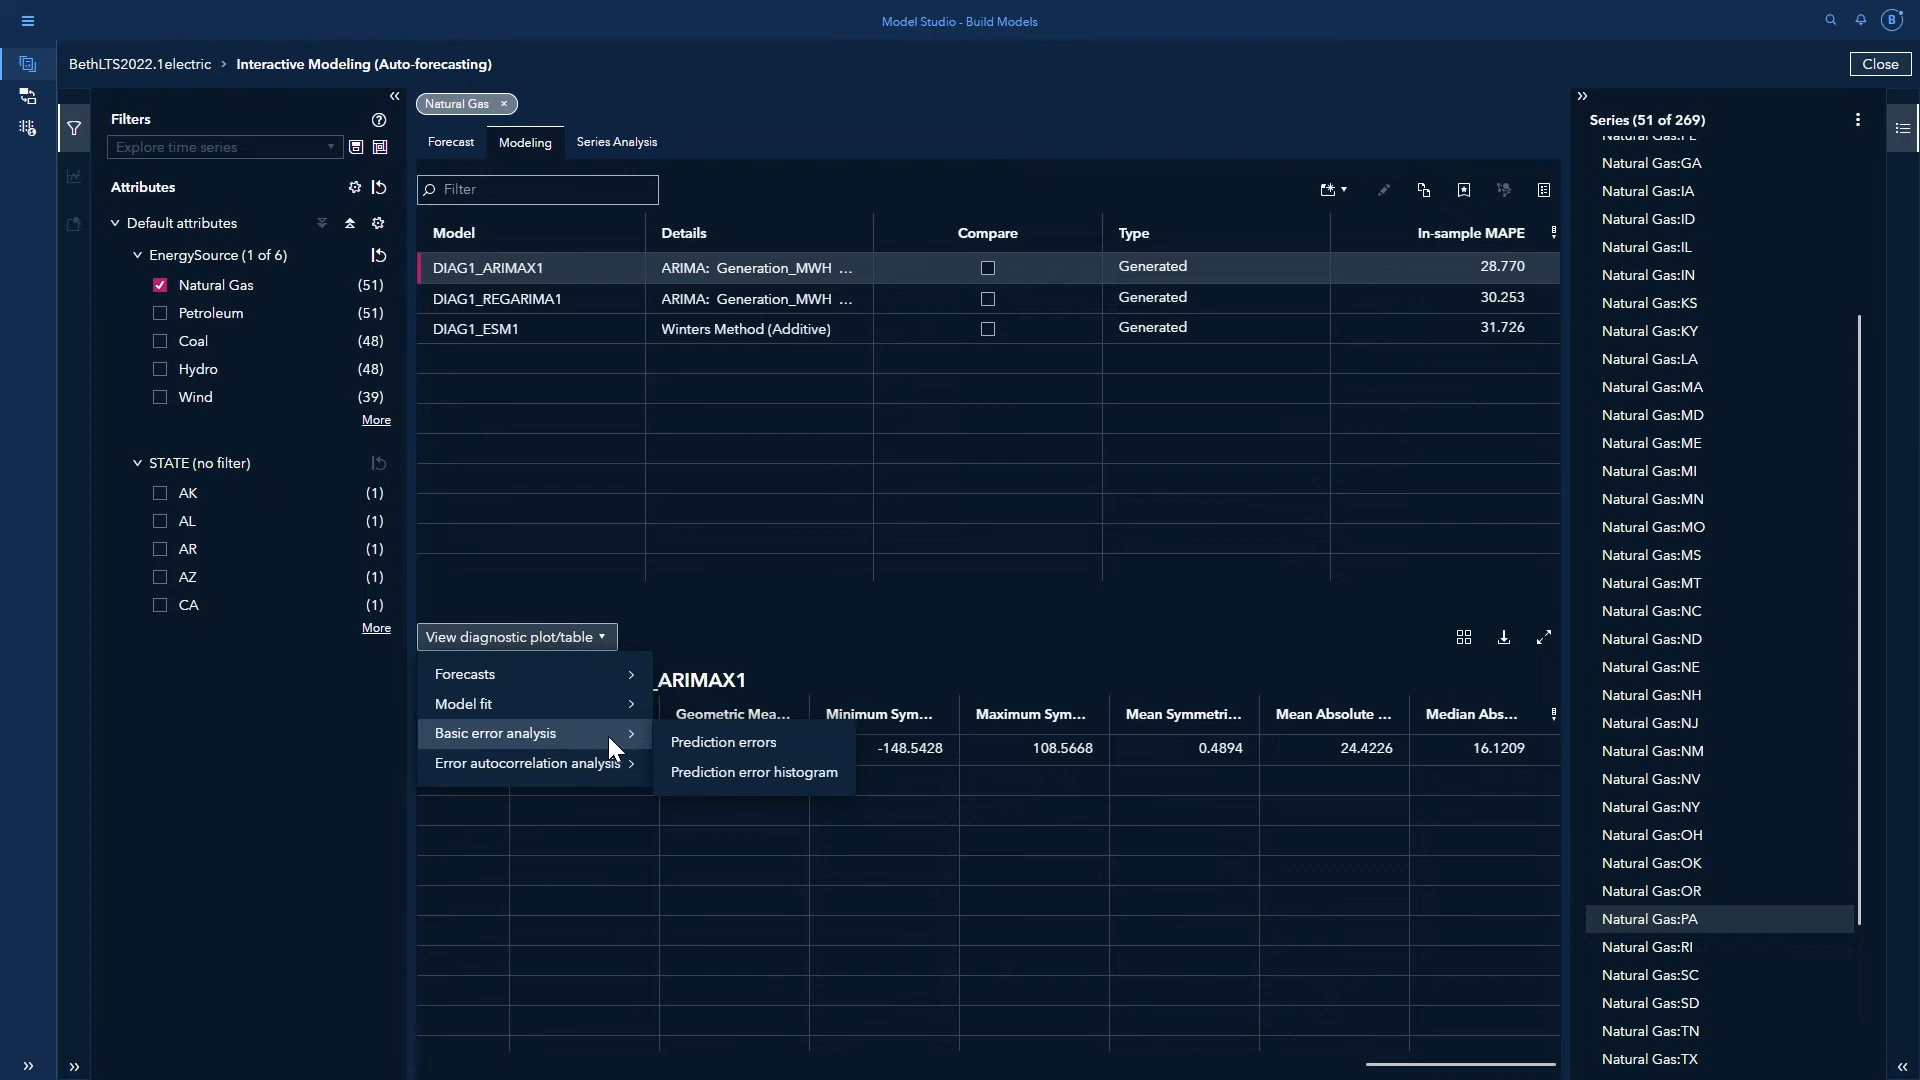 Model Studio - Build Models
B
BethLTS2022.1electric > Interactive Modeling (Auto-forecasting)
Close
Filters
Explore time series
Attributes
Default attributes
EnergySource (1 of 6)
Natural Gas (51)
Petroleum (51)
Coal (48)
Hydro (48)
Wind (39)
More
STATE (no filter)
AK (1)
AL (1)
AR (1)
AZ (1)
CA (1)
More
Natural Gas ×
Forecast Modeling Series Analysis
Filter
Model Details Compare Type In-sample MAPE
DIAG1_ARIMAX1 ARIMA: Generation_MWH ... Generated 28.770
DIAG1_REGARIMA1 ARIMA: Generation_MWH ... Generated 30.253
DIAG1_ESM1 Winters Method (Additive) Generated 31.726
View diagnostic plot/table
Forecasts
Model fit
Basic error analysis
Error autocorrelation analysis
Prediction errors
Prediction error histogram
_ARIMAX1
Geometric Mea... Minimum Sym... Maximum Sym... Mean Symmetri... Mean Absolute ... Median Abs...
-148.5428 108.5668 0.4894 24.4226 16.1209
Series (51 of 269)
Natural Gas:GA
Natural Gas:IA
Natural Gas:ID
Natural Gas:IL
Natural Gas:IN
Natural Gas:KS
Natural Gas:KY
Natural Gas:LA
Natural Gas:MA
Natural Gas:MD
Natural Gas:ME
Natural Gas:MI
Natural Gas:MN
Natural Gas:MO
Natural Gas:MS
Natural Gas:MT
Natural Gas:NC
Natural Gas:ND
Natural Gas:NE
Natural Gas:NH
Natural Gas:NJ
Natural Gas:NM
Natural Gas:NV
Natural Gas:NY
Natural Gas:OH
Natural Gas:OK
Natural Gas:OR
Natural Gas:PA
Natural Gas:RI
Natural Gas:SC
Natural Gas:SD
Natural Gas:TN
Natural Gas:TX